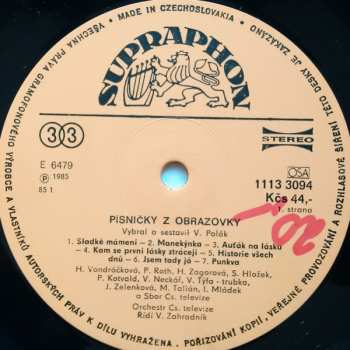 MADE IN CZECHOSLOVAKIA
VŠECHNA PRÁVA GRAMOFONOVÉHO VÝROBCE A VLASTNÍKŮ AUTORSKÝCH PRÁV K DÍLU VYHRAŽENA. POŘIZOVÁNÍ KOPIÍ, VEŘEJNÉ PROVOZOVÁNÍ A ROZHLASOVÉ ŠÍŘENÍ TÉTO DESKY JE ZAKÁZÁNO
SUPRAPHON
33
STEREO
E 6479
℗ 1985
85 1
OSA
1113 3094
Kčs 44,-
1. strana
20
PÍSNIČKY Z OBRAZOVKY
Vybral a sestavil V. Polák
1. Sladké mámení – 2. Manekýnka – 3. Auťák na lásku
– 4. Kam se první lásky ztrácejí – 5. Historie všech
dnů – 6. Jsem tady já – 7. Punkva
H. Vondráčková, P. Roth, H. Zagorová, S. Hložek,
P. Kotvald, V. Neckář, V. Týfa - trubka,
J. Zelenková, M. Talián, I. Mládek
a Sbor Čs. televize
Orchestr Čs. televize
Řídí V. Zahradník